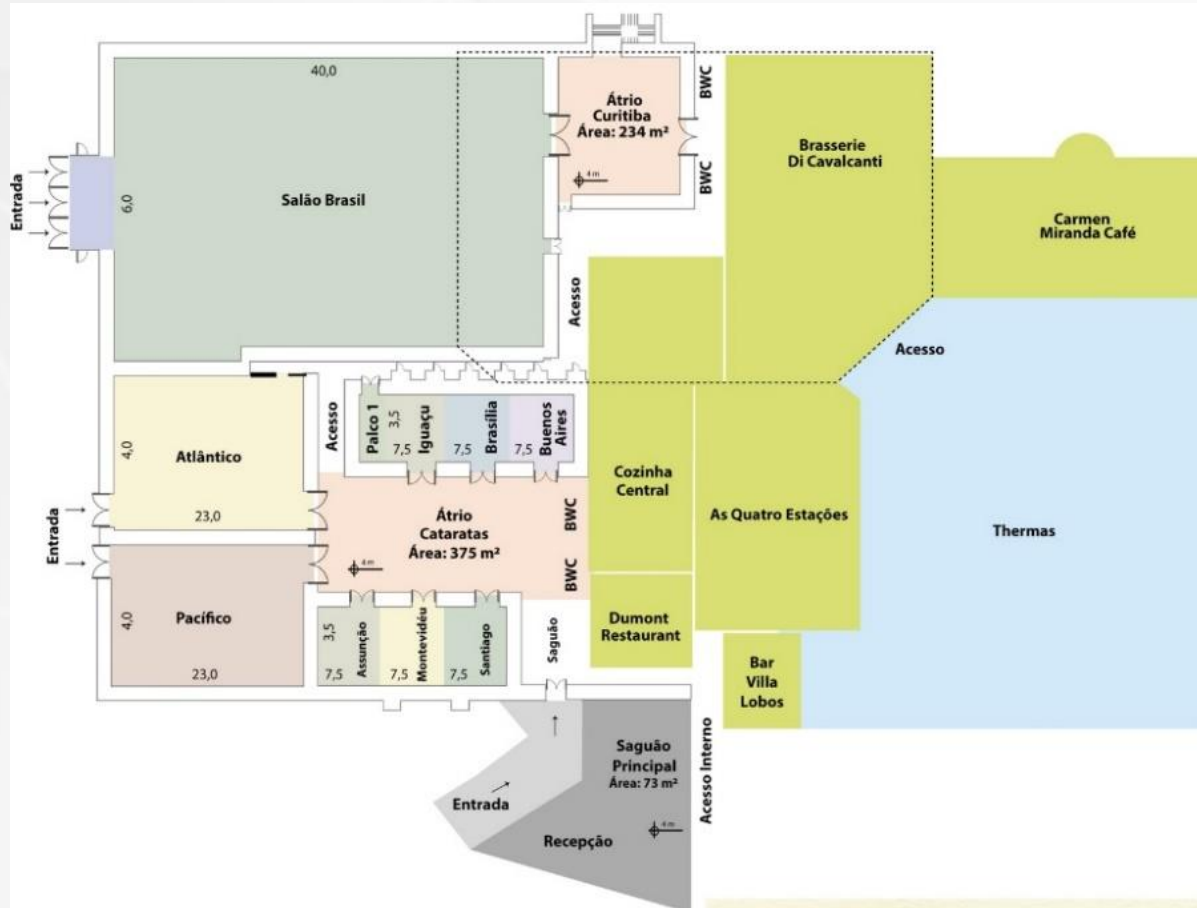 40,0
6,0
Salão Brasil
Entrada
Átrio
Curitiba
Área: 234 m²
4 m
BWC
BWC
Brasserie
Di Cavalcanti
Carmen
Miranda Café
Acesso
Acesso
Acesso
Palco 1
3,5
7,5
Iguaçu
7,5
Brasília
7,5
Buenos
Aires
Atlântico
4,0
23,0
Entrada
Átrio
Cataratas
Área: 375 m²
4 m
BWC
BWC
Cozinha
Central
As Quatro Estações
Thermas
Pacífico
4,0
23,0
3,5
7,5
Assunção
7,5
Montevidéu
7,5
Santiago
Saguão
Dumont
Restaurant
Bar
Villa
Lobos
Saguão
Principal
Área: 73 m²
Entrada
4 m
Recepção
Acesso Interno